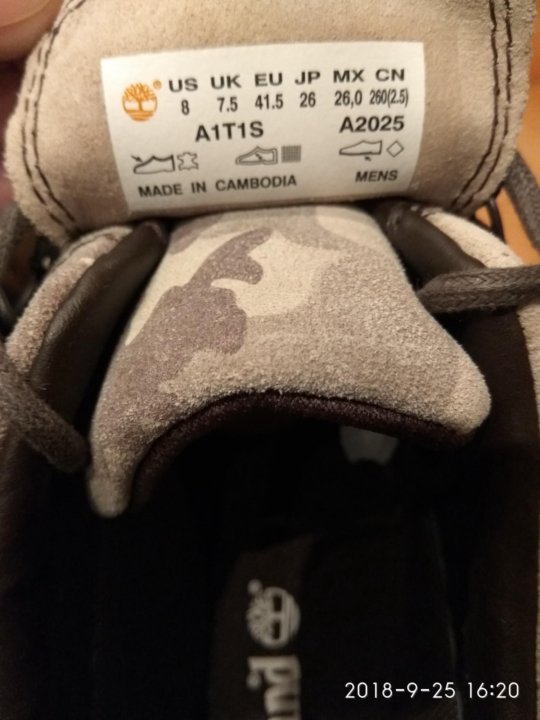 US UK EU JP MX CN
8 7.5 41.5 26 26,0 260(2.5)
A1T1S A2025
MADE IN CAMBODIA MENS
2018-9-25 16:20